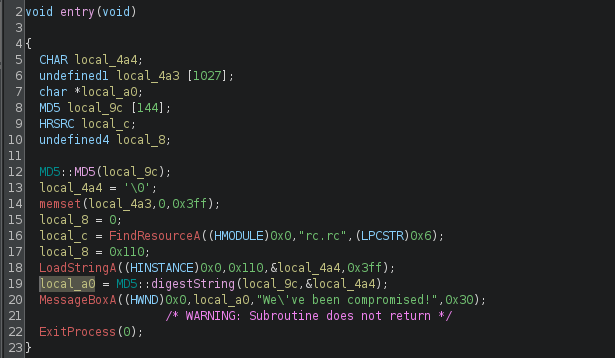 2 void entry(void)
3
4 {
5 CHAR local_4a4;
6 undefined1 local_4a3 [1027];
7 char *local_a0;
8 MD5 local_9c [144];
9 HRSRC local_c;
10 undefined4 local_8;
11
12 MD5::MD5(local_9c);
13 local_4a4 = '\0';
14 memset(local_4a3,0,0x3ff);
15 local_8 = 0;
16 local_c = FindResourceA((HMODULE)0x0,"rc.rc",(LPCSTR)0x6);
17 local_8 = 0x110;
18 LoadStringA((HINSTANCE)0x0,0x110,&local_4a4,0x3ff);
19 local_a0 = MD5::digestString(local_9c,&local_4a4);
20 MessageBoxA((HWND)0x0,local_a0,"We\'ve been compromised!",0x30);
21 /* WARNING: Subroutine does not return */
22 ExitProcess(0);
23 }